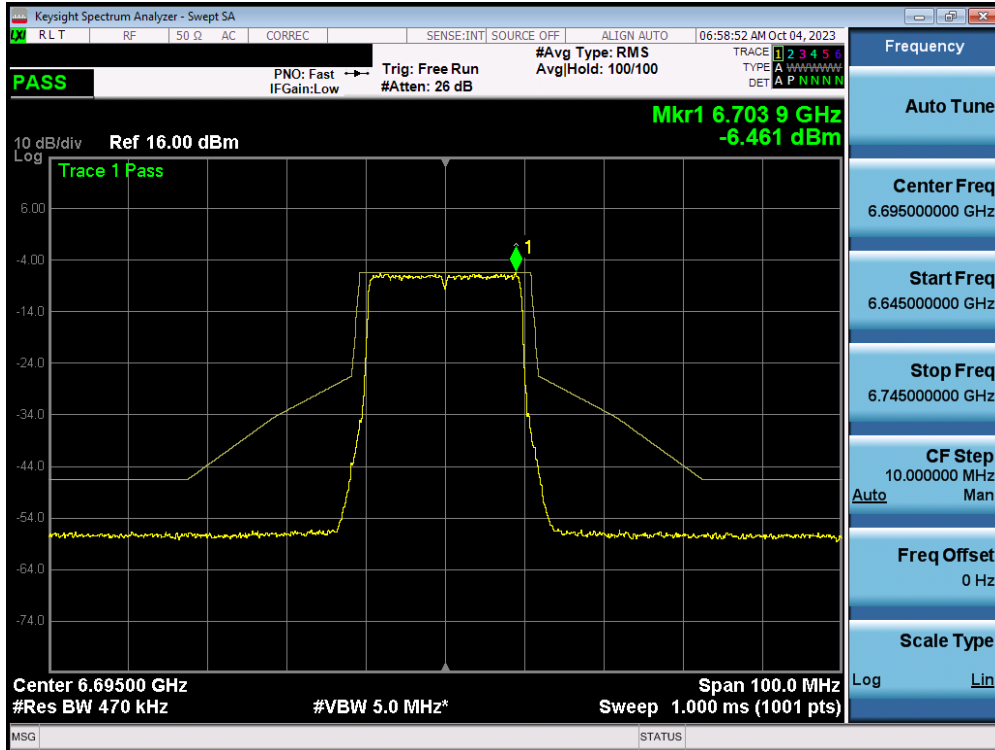 Keysight Spectrum Analyzer - Swept SA
LXI RLT RF 50 Ω AC CORREC SENSE:INT SOURCE OFF ALIGN AUTO 06:58:52 AM Oct 04, 2023
PASS
PNO: Fast
IFGain:Low
Trig: Free Run
#Atten: 26 dB
#Avg Type: RMS
Avg|Hold: 100/100
TRACE 1 2 3 4 5 6
TYPE A WWWWW
DET A P N N N N
Mkr1 6.703 9 GHz
-6.461 dBm
10 dB/div Ref 16.00 dBm
Log
Trace 1 Pass
1
6.00
-4.00
-14.0
-24.0
-34.0
-44.0
-54.0
-64.0
-74.0
Center 6.69500 GHz Span 100.0 MHz
#Res BW 470 kHz #VBW 5.0 MHz* Sweep 1.000 ms (1001 pts)
MSG STATUS
Frequency
Auto Tune
Center Freq
6.695000000 GHz
Start Freq
6.645000000 GHz
Stop Freq
6.745000000 GHz
CF Step
10.000000 MHz
Auto Man
Freq Offset
0 Hz
Scale Type
Log Lin